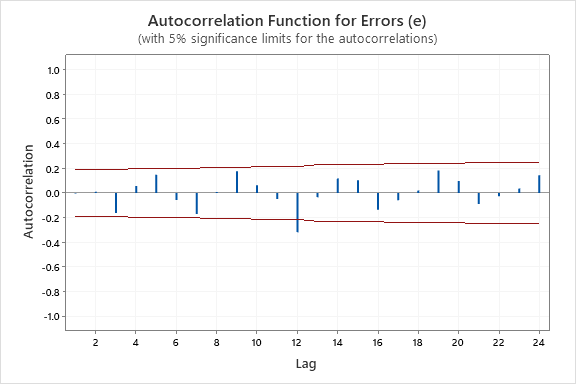 Autocorrelation Function for Errors (e)
(with 5% significance limits for the autocorrelations)
1.0
0.8
0.6
0.4
0.2
0.0
-0.2
-0.4
-0.6
-0.8
-1.0
Autocorrelation
2 4 6 8 10 12 14 16 18 20 22 24
Lag